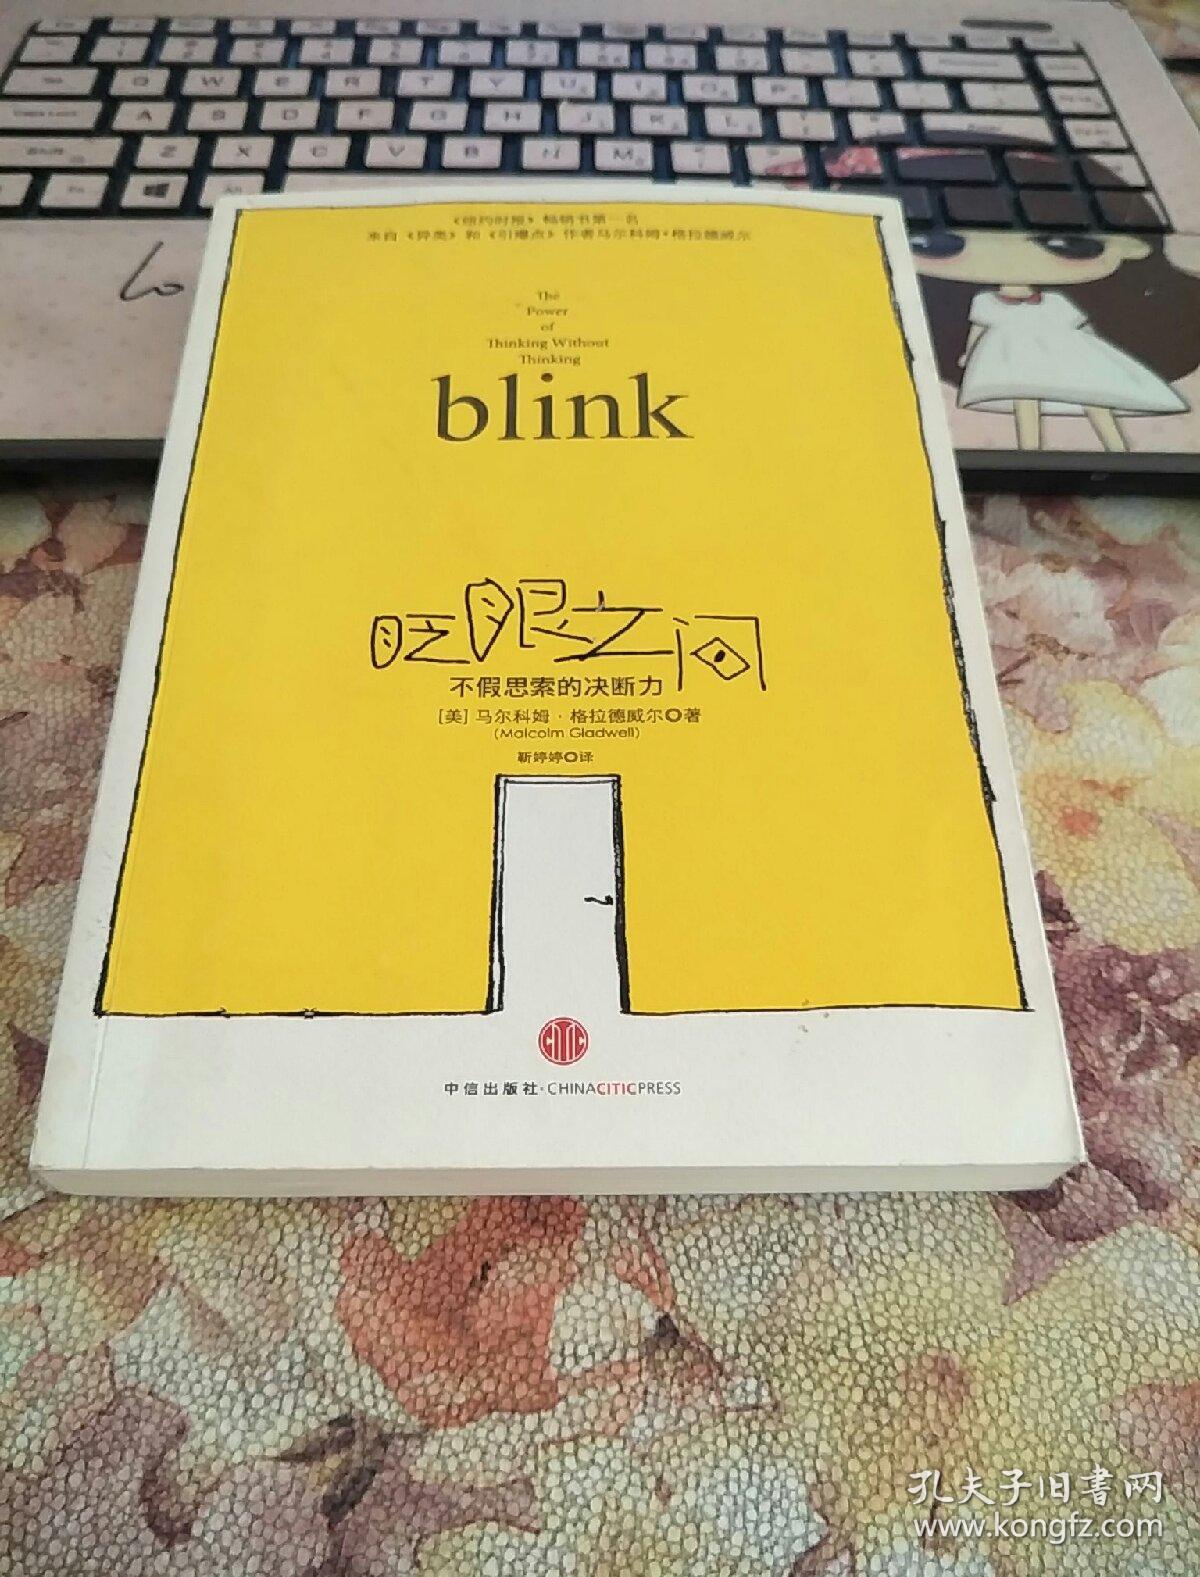 Q W E R T Y U I O P
A S D F G H J K L
Z X C V B N M
lo
《纽约时报》畅销书第一名
来自《异类》和《引爆点》作者马尔科姆·格拉德威尔
The
Power
of
Thinking Without
Thinking
blink
眨眼之间
不假思索的决断力
[美] 马尔科姆·格拉德威尔◎著
(Malcolm Gladwell)
靳婷婷◎译
中信出版社·CHINACITICPRESS
孔夫子旧书网
www.kongfz.com